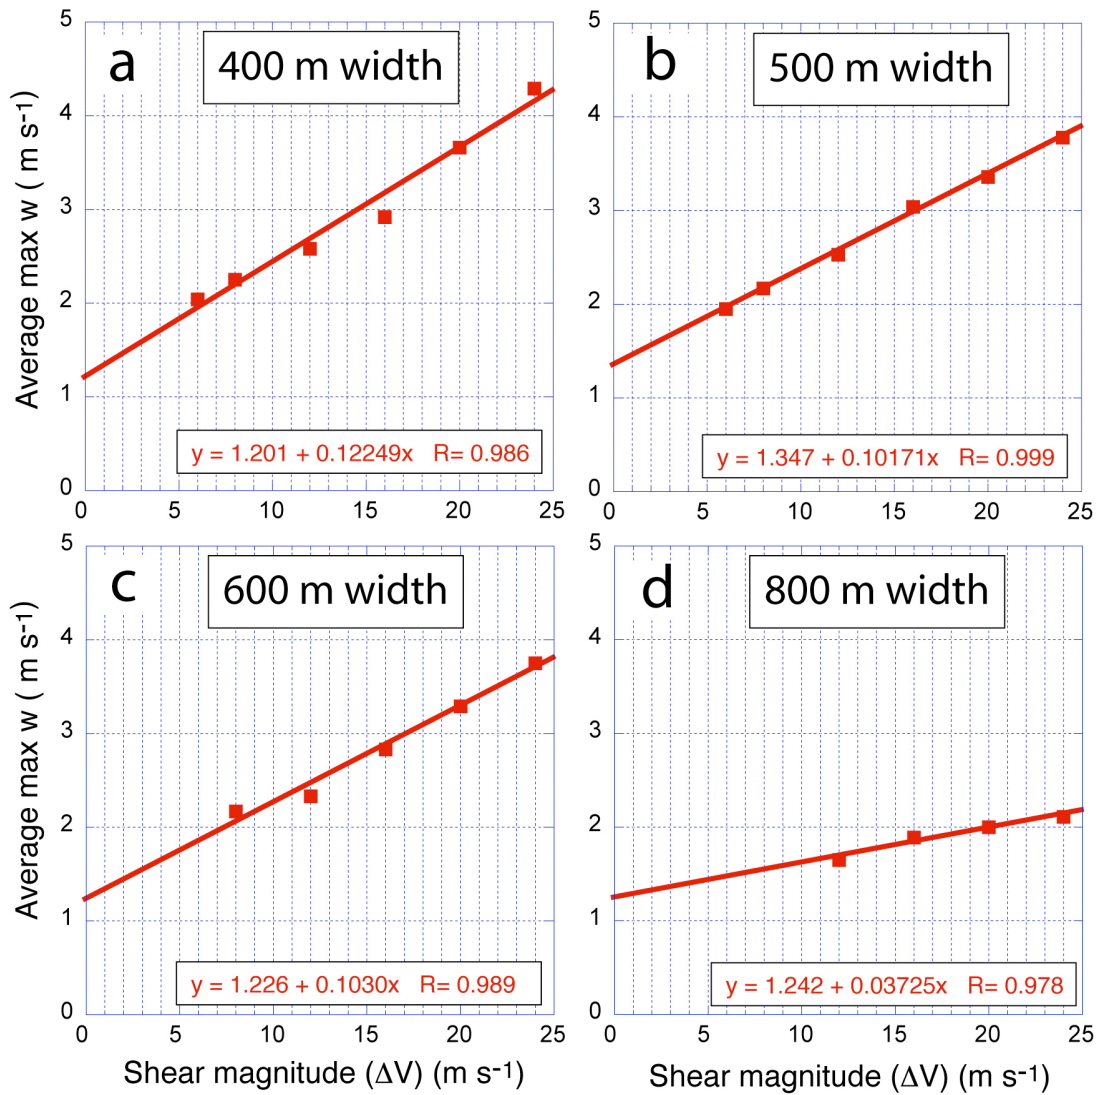 a
400 m width
5
4
3
2
1
0
Average max w ( m s-1)
y = 1.201 + 0.12249x R= 0.986
0 5 10 15 20 25
b
500 m width
5
4
3
2
1
0
y = 1.347 + 0.10171x R= 0.999
0 5 10 15 20 25
c
600 m width
5
4
3
2
1
0
Average max w ( m s-1)
y = 1.226 + 0.1030x R= 0.989
0 5 10 15 20 25
Shear magnitude (ΔV) (m s-1)
d
800 m width
5
4
3
2
1
0
y = 1.242 + 0.03725x R= 0.978
0 5 10 15 20 25
Shear magnitude (ΔV) (m s-1)